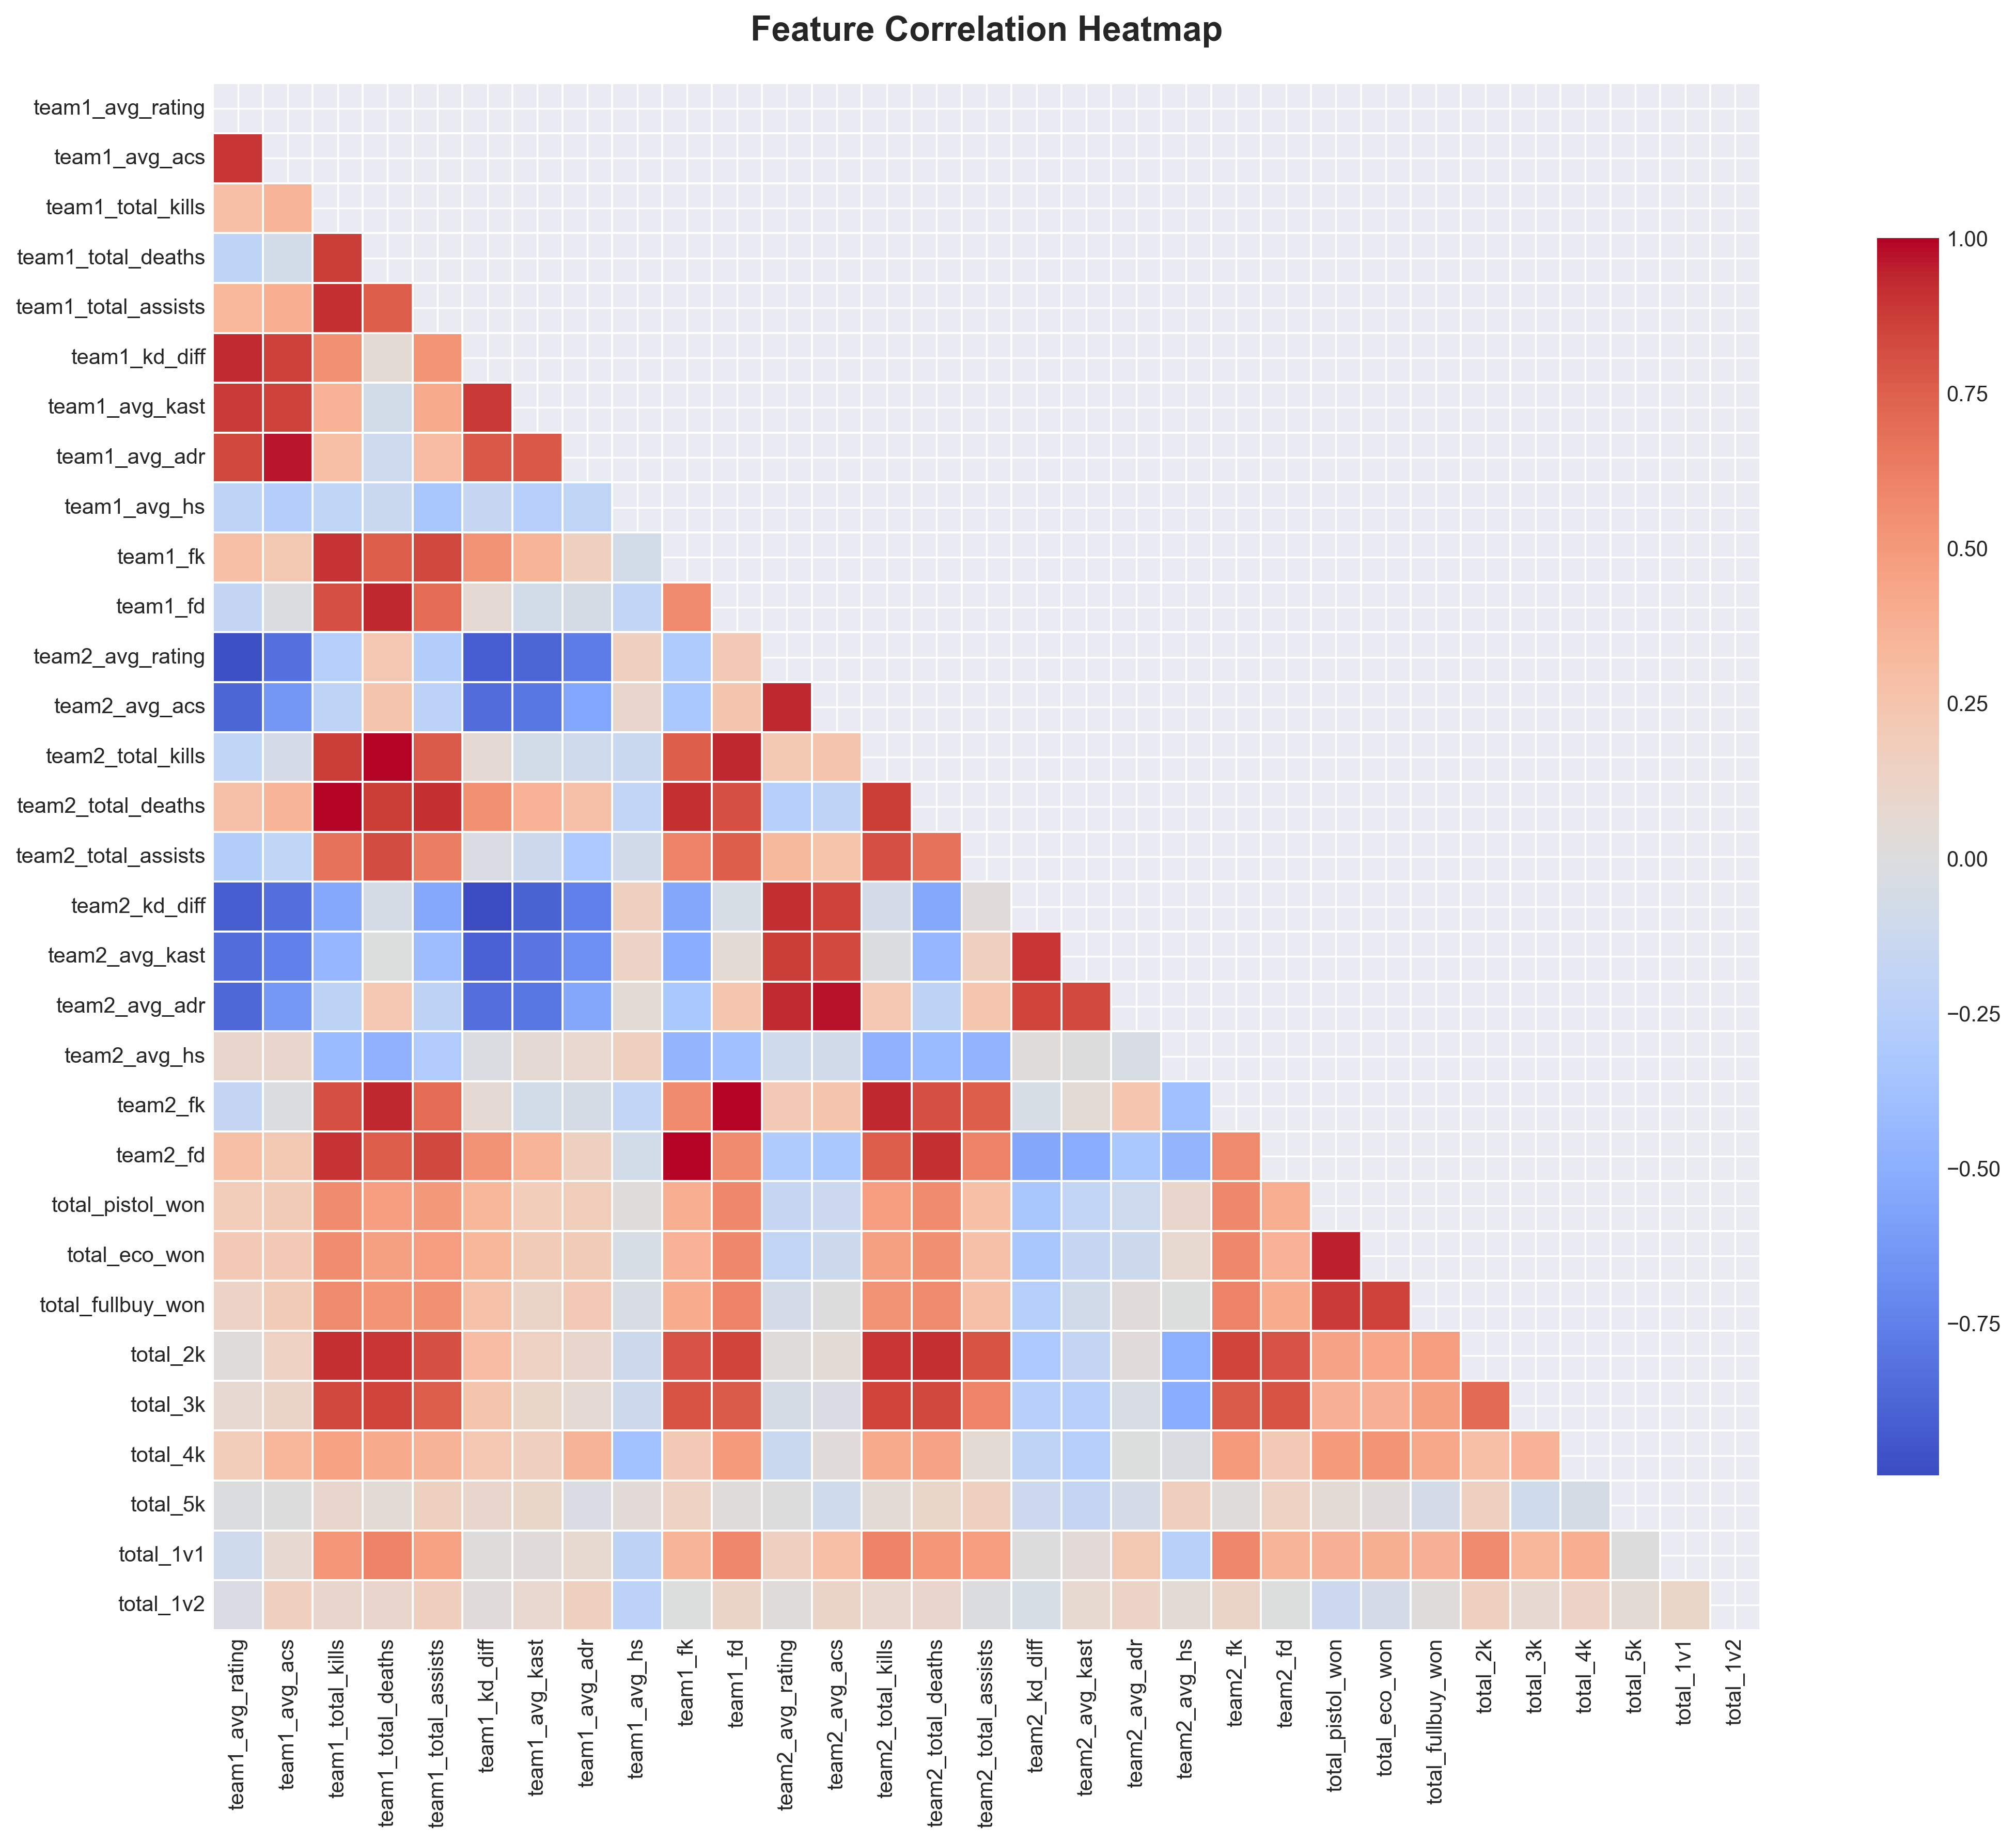 Feature Correlation Heatmap
team1_avg_rating
team1_avg_acs
team1_total_kills
team1_total_deaths
team1_total_assists
team1_kd_diff
team1_avg_kast
team1_avg_adr
team1_avg_hs
team1_fk
team1_fd
team2_avg_rating
team2_avg_acs
team2_total_kills
team2_total_deaths
team2_total_assists
team2_kd_diff
team2_avg_kast
team2_avg_adr
team2_avg_hs
team2_fk
team2_fd
total_pistol_won
total_eco_won
total_fullbuy_won
total_2k
total_3k
total_4k
total_5k
total_1v1
total_1v2
team1_avg_rating
team1_avg_acs
team1_total_kills
team1_total_deaths
team1_total_assists
team1_kd_diff
team1_avg_kast
team1_avg_adr
team1_avg_hs
team1_fk
team1_fd
team2_avg_rating
team2_avg_acs
team2_total_kills
team2_total_deaths
team2_total_assists
team2_kd_diff
team2_avg_kast
team2_avg_adr
team2_avg_hs
team2_fk
team2_fd
total_pistol_won
total_eco_won
total_fullbuy_won
total_2k
total_3k
total_4k
total_5k
total_1v1
total_1v2
1.00
0.75
0.50
0.25
0.00
−0.25
−0.50
−0.75